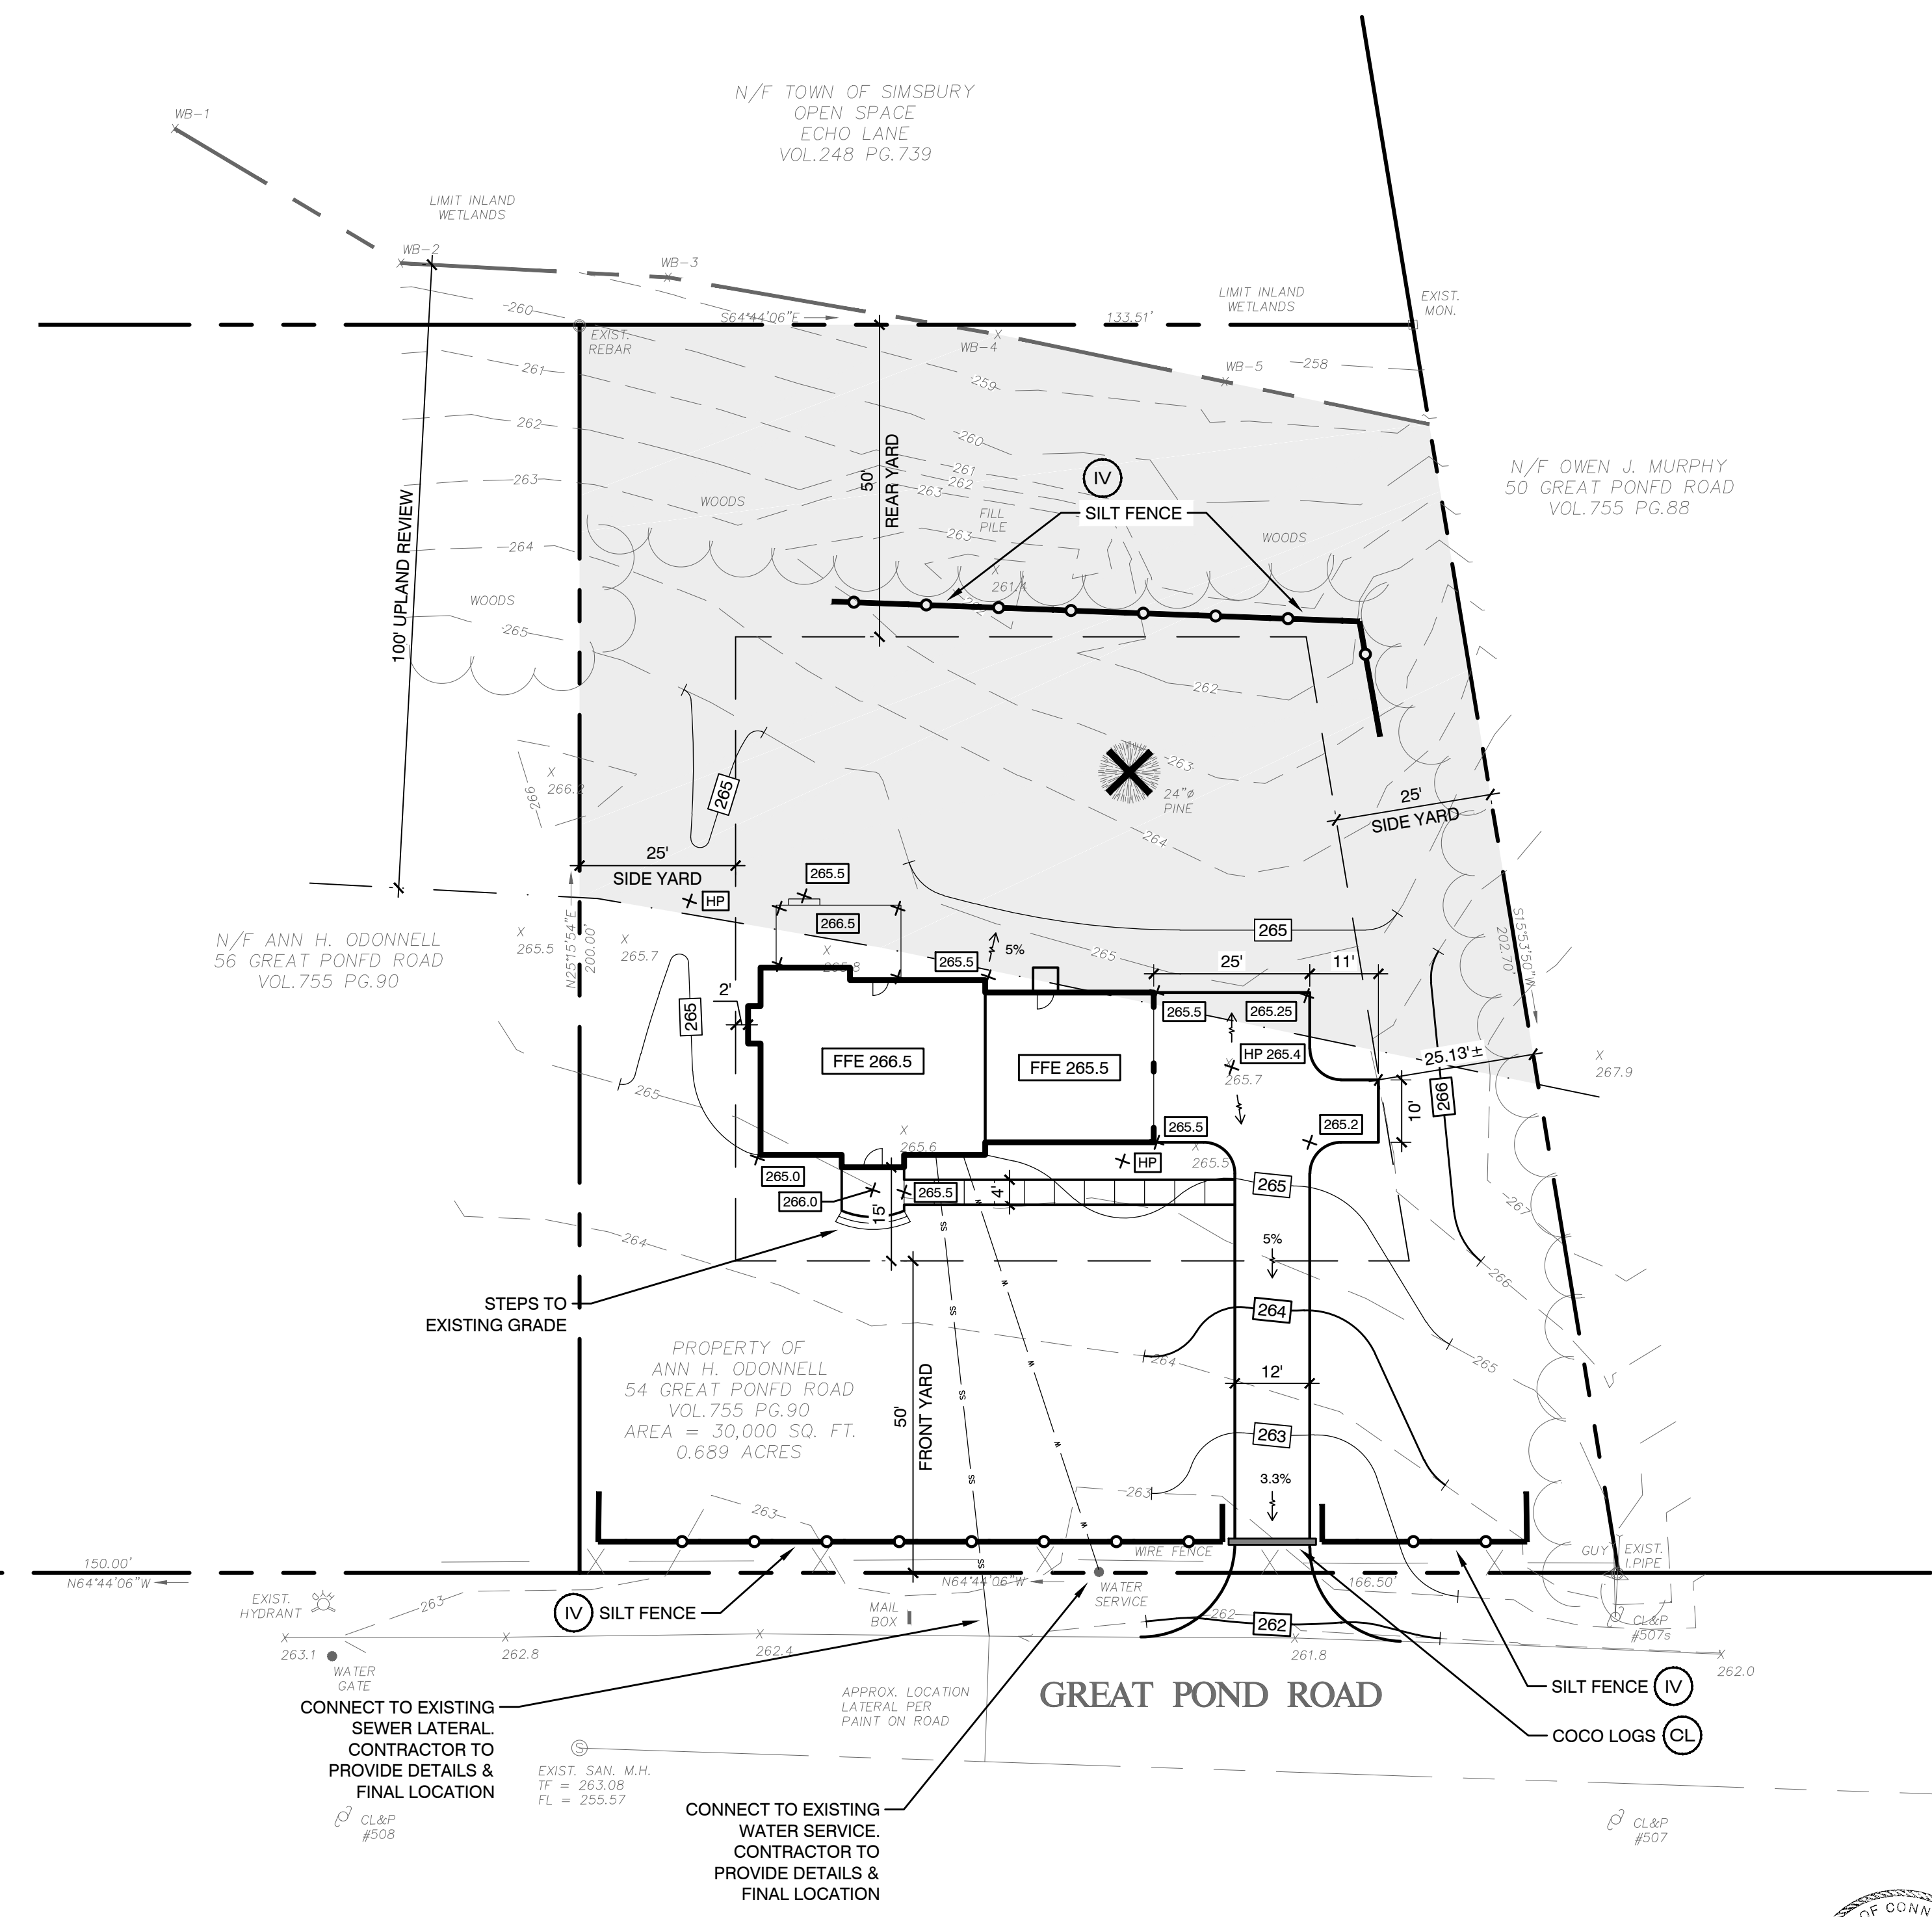 N/F TOWN OF SIMSBURY
OPEN SPACE
ECHO LANE
VOL.248 PG.739
WB-1
LIMIT INLAND
WETLANDS
WB-2
WB-3
LIMIT INLAND
WETLANDS
EXIST.
MON.
260
S64°44'06"E
133.51'
EXIST.
REBAR
WB-4
WB-5
258
261
259
262
260
261
262
263
263
50'
REAR YARD
IV
SILT FENCE
WOODS
FILL
PILE
263
WOODS
N/F OWEN J. MURPHY
50 GREAT PONFD ROAD
VOL.755 PG.88
264
261.4
262
100' UPLAND REVIEW
WOODS
265
262
263
24"ø
PINE
266
266.2
265
264
25'
SIDE YARD
25'
SIDE YARD
265.5
HP
266.5
265
N/F ANN H. ODONNELL
56 GREAT PONFD ROAD
VOL.755 PG.90
265.5
265.7
N25°15'54"E
200.00'
265.8
265.5
5%
265
25'
11'
S15°53'50"W
202.70'
2'
265
265.5
265.25
FFE 266.5
FFE 265.5
HP 265.4
265.7
25.13'±
267.9
266
10'
265
265.6
265.5
265.2
265.5
HP
265.0
266.0
265.5
4'
15'
265
267
264
5%
266
STEPS TO
EXISTING GRADE
264
PROPERTY OF
ANN H. ODONNELL
54 GREAT PONFD ROAD
VOL.755 PG.90
AREA = 30,000 SQ. FT.
0.689 ACRES
SS
W
SS
W
SS
W
SS
W
SS
W
SS
264
265
12'
50'
FRONT YARD
263
3.3%
263
263
WIRE FENCE
GUY
EXIST.
I.PIPE
150.00'
N64°44'06"W
N64°44'06"W
166.50'
EXIST.
HYDRANT
263
IV
SILT FENCE
MAIL
BOX
WATER
SERVICE
262
262
CL&P
#507s
263.1
262.8
262.4
261.8
262.0
WATER
GATE
CONNECT TO EXISTING
SEWER LATERAL.
CONTRACTOR TO
PROVIDE DETAILS &
FINAL LOCATION
APPROX. LOCATION
LATERAL PER
PAINT ON ROAD
GREAT POND ROAD
SILT FENCE
IV
COCO LOGS
CL
S
EXIST. SAN. M.H.
TF = 263.08
FL = 255.57
CL&P
#508
CONNECT TO EXISTING
WATER SERVICE.
CONTRACTOR TO
PROVIDE DETAILS &
FINAL LOCATION
CL&P
#507
OF CONN